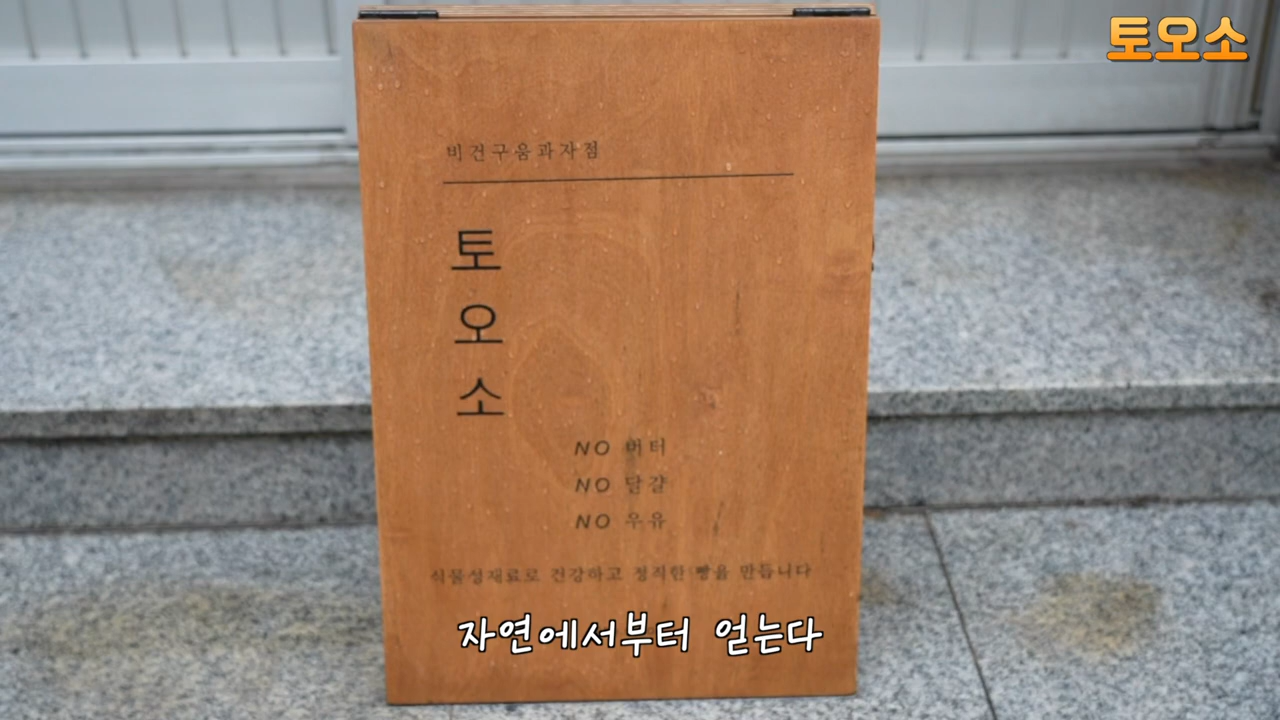 토오소
비건구움과자점
토
오
소
NO 버터
NO 달걀
NO 우유
식물성재료로 건강하고 정직한 빵을 만듭니다
자연에서부터 얻는다